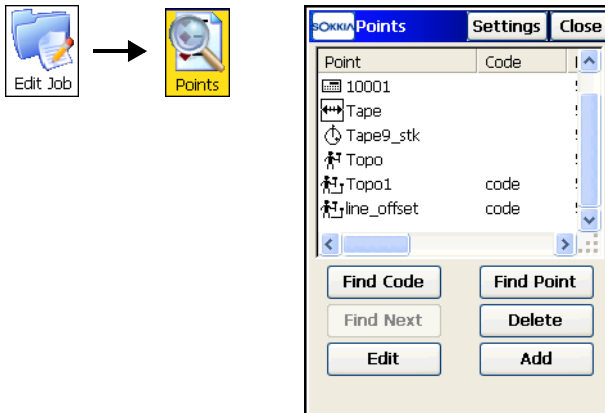 Edit Job
Points
SOKKIA Points Settings Close
Point Code
10001
Tape
Tape9_stk
Topo
Topo1 code
line_offset code
Find Code Find Point
Find Next Delete
Edit Add